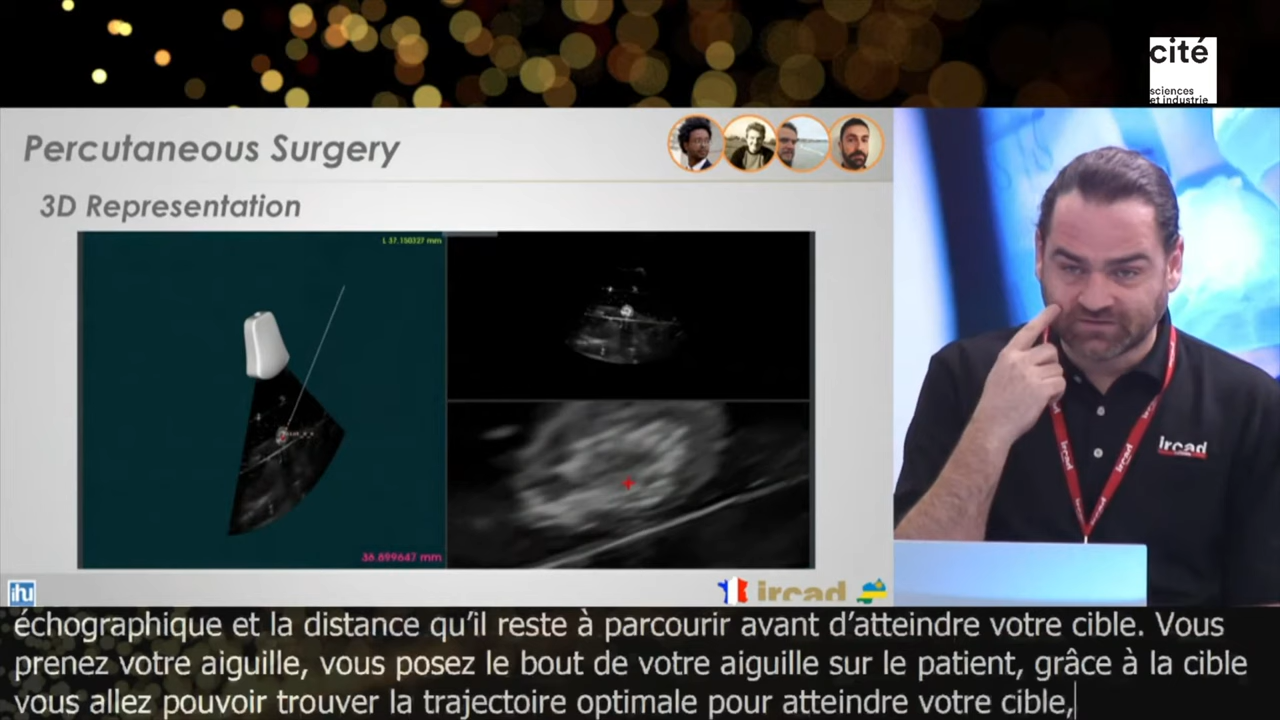 cité
sciences
et industrie
Percutaneous Surgery
3D Representation
L 37.150327 mm
38.899647 mm
Ircad
ihu
ircad
échographique et la distance qu'il reste à parcourir avant d'atteindre votre cible. Vous
prenez votre aiguille, vous posez le bout de votre aiguille sur le patient, grâce à la cible
vous allez pouvoir trouver la trajectoire optimale pour atteindre votre cible,